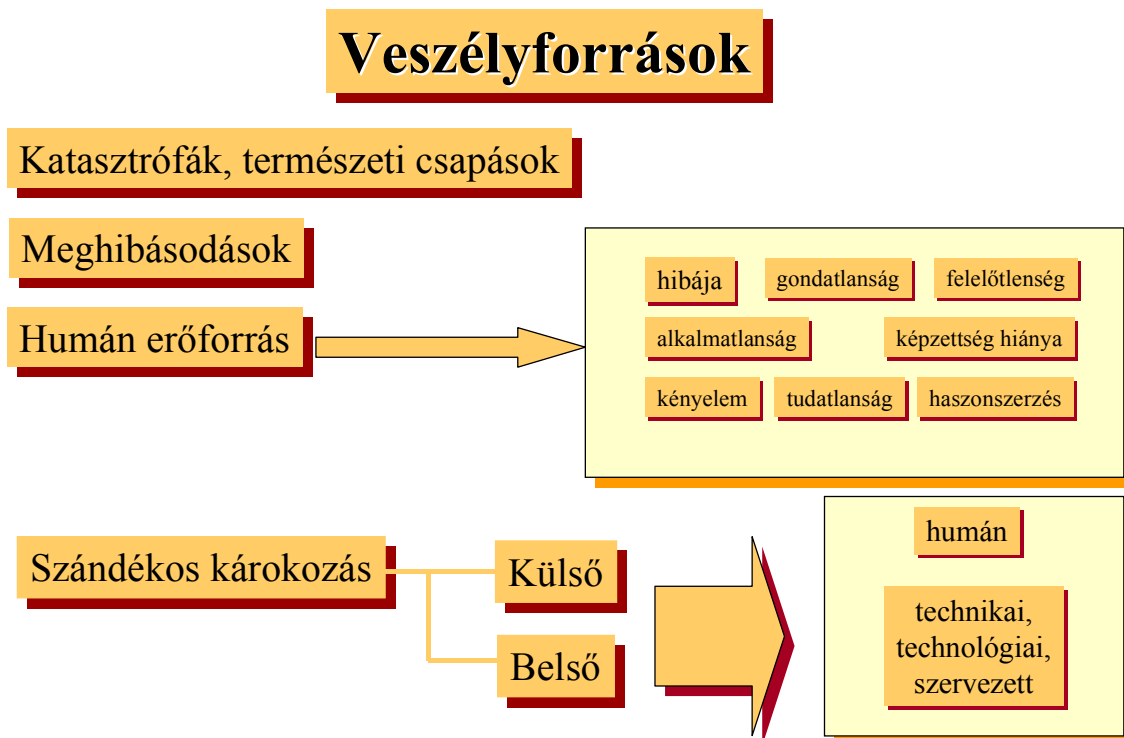 Veszélyforrások
Katasztrófák, természeti csapások
Meghibásodások
Humán erőforrás
hibája
gondatlanság
felelőtlenség
alkalmatlanság
képzettség hiánya
kényelem
tudatlanság
haszonszerzés
Szándékos károkozás
Külső
Belső
humán
technikai,
technológiai,
szervezett